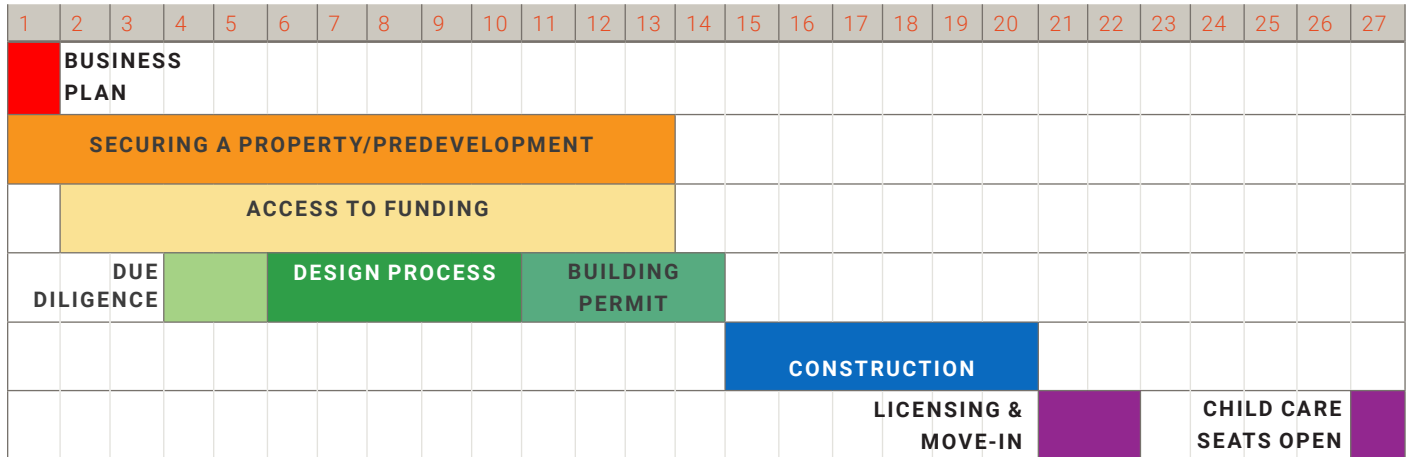 1 2 3 4 5 6 7 8 9 10 11 12 13 14 15 16 17 18 19 20 21 22 23 24 25 26 27
BUSINESS
PLAN
SECURING A PROPERTY/PREDEVELOPMENT
ACCESS TO FUNDING
DUE
DILIGENCE
DESIGN PROCESS
BUILDING
PERMIT
CONSTRUCTION
LICENSING &
MOVE-IN
CHILD CARE
SEATS OPEN